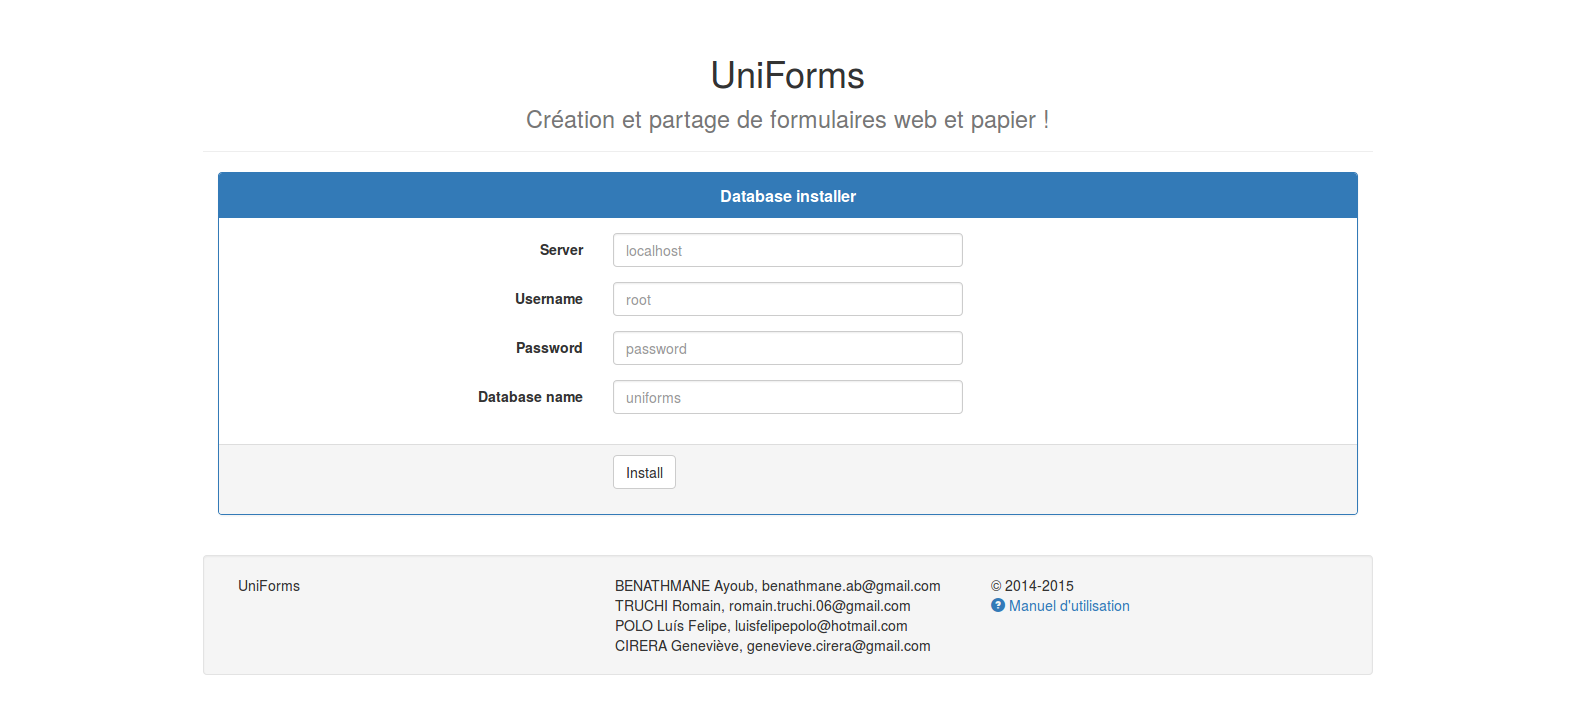 UniForms
Création et partage de formulaires web et papier !
Database installer
Server
localhost
Username
root
Password
password
Database name
uniforms
Install
UniForms
BENATHMANE Ayoub, benathmane.ab@gmail.com
TRUCHI Romain, romain.truchi.06@gmail.com
POLO Luís Felipe, luisfelipepolo@hotmail.com
CIRERA Geneviève, genevieve.cirera@gmail.com
© 2014-2015
Manuel d'utilisation